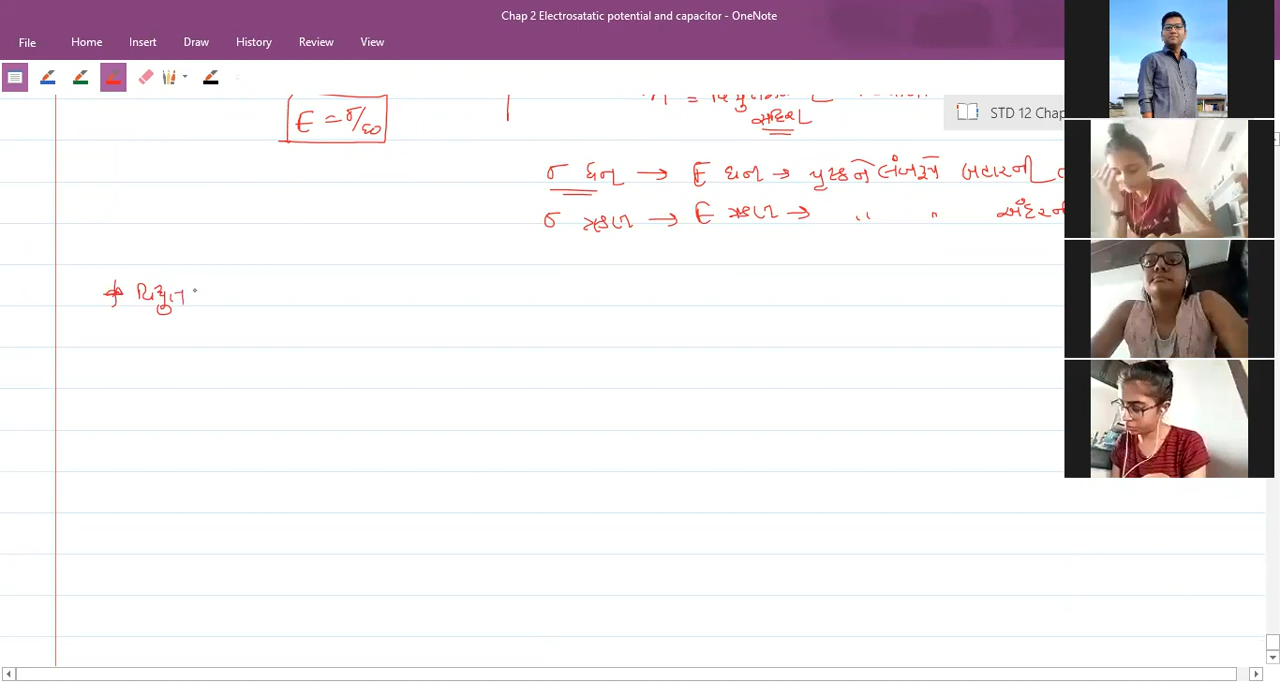 Chap 2 Electrosatatic potential and capacitor - OneNote
File Home Insert Draw History Review View
STD 12 Chap
E = σ/ε0
σ ધન → E ધન → પૃષ્ઠને લંબરૂપે બહારની
σ ઋણ → E ઋણ → " " અંદરની
* વિદ્યુત